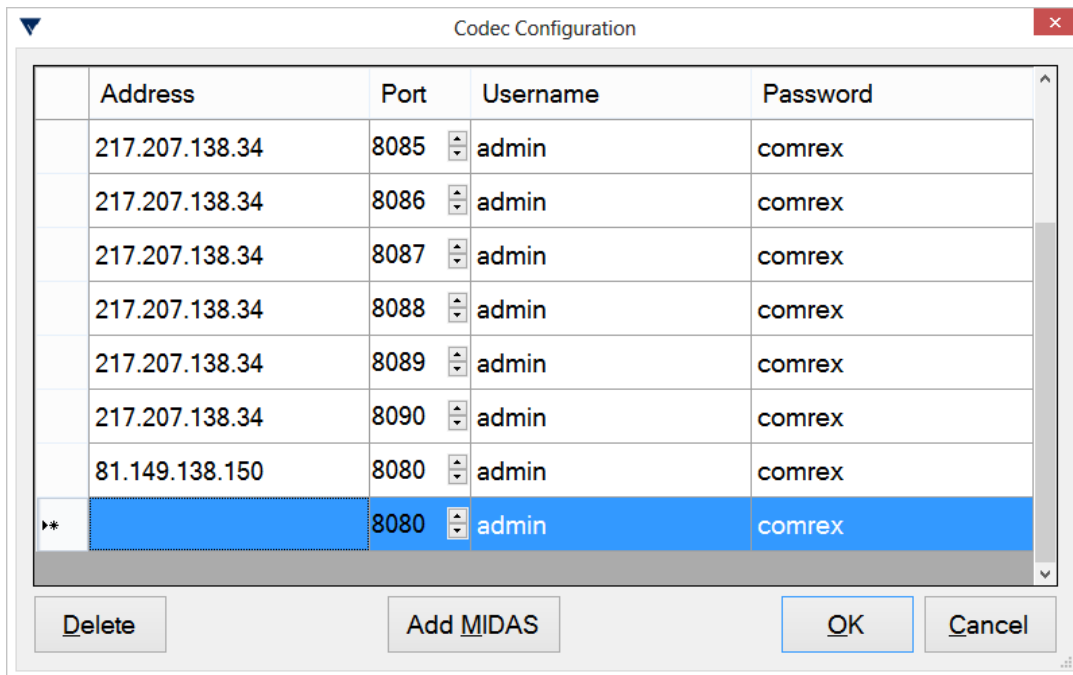 Codec Configuration
Address Port Username Password
217.207.138.34 8085 admin comrex
217.207.138.34 8086 admin comrex
217.207.138.34 8087 admin comrex
217.207.138.34 8088 admin comrex
217.207.138.34 8089 admin comrex
217.207.138.34 8090 admin comrex
81.149.138.150 8080 admin comrex
8080 admin comrex
Delete Add MIDAS OK Cancel